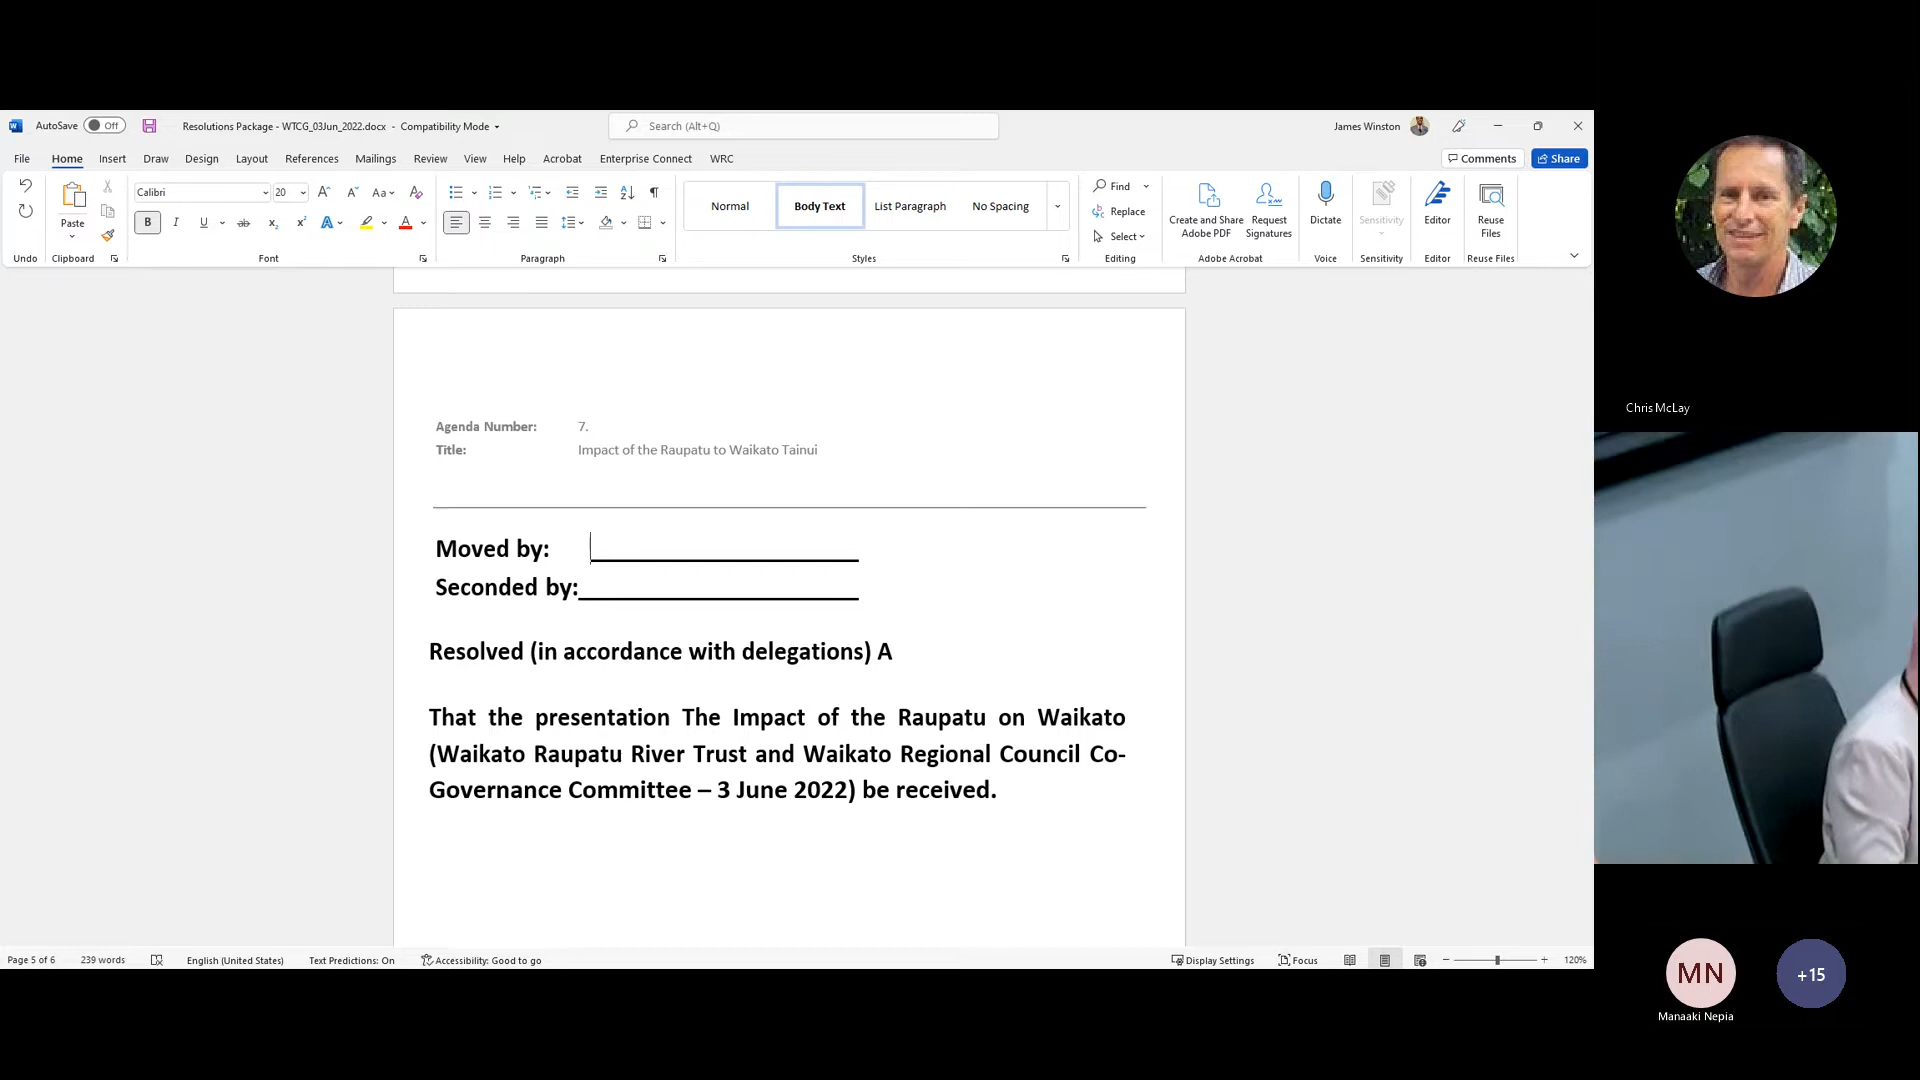 AutoSave Off Resolutions Package - WTCG_03Jun_2022.docx - Compatibility Mode Search (Alt+Q) James Winston
File Home Insert Draw Design Layout References Mailings Review View Help Acrobat Enterprise Connect WRC Comments Share
Calibri 20 Aa
Paste
B I U ab x₂ x² A A
Undo Clipboard Font Paragraph
Normal Body Text List Paragraph No Spacing
Styles
Find
Replace
Select
Editing
Create and Share Adobe PDF
Request Signatures
Adobe Acrobat
Dictate
Voice
Sensitivity
Sensitivity
Editor
Editor
Reuse Files
Reuse Files
Agenda Number: 7.
Title: Impact of the Raupatu to Waikato Tainui
Moved by:
Seconded by:
Resolved (in accordance with delegations) A
That the presentation The Impact of the Raupatu on Waikato
(Waikato Raupatu River Trust and Waikato Regional Council Co-
Governance Committee – 3 June 2022) be received.
Page 5 of 6 239 words English (United States) Text Predictions: On Accessibility: Good to go Display Settings Focus 120%
Chris McLay
MN
Manaaki Nepia
+15